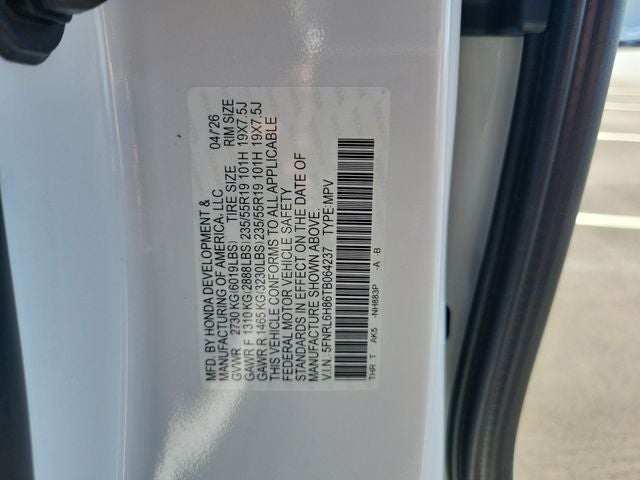 MFD. BY HONDA DEVELOPMENT &
MANUFACTURING OF AMERICA, LLC 04/26
GVWR 2730 KG(6019LBS) TIRE SIZE RIM SIZE
GAWR F 1310 KG(2888LBS) 235/55R19 101H 19X7.5J
GAWR R 1465 KG(3230LBS) 235/55R19 101H 19X7.5J
THIS VEHICLE CONFORMS TO ALL APPLICABLE
FEDERAL MOTOR VEHICLE SAFETY
STANDARDS IN EFFECT ON THE DATE OF
MANUFACTURE SHOWN ABOVE.
V.I.N. 5FNRL6H86TB064237 TYPE:MPV
THR T AK5 -NH883P -A -B